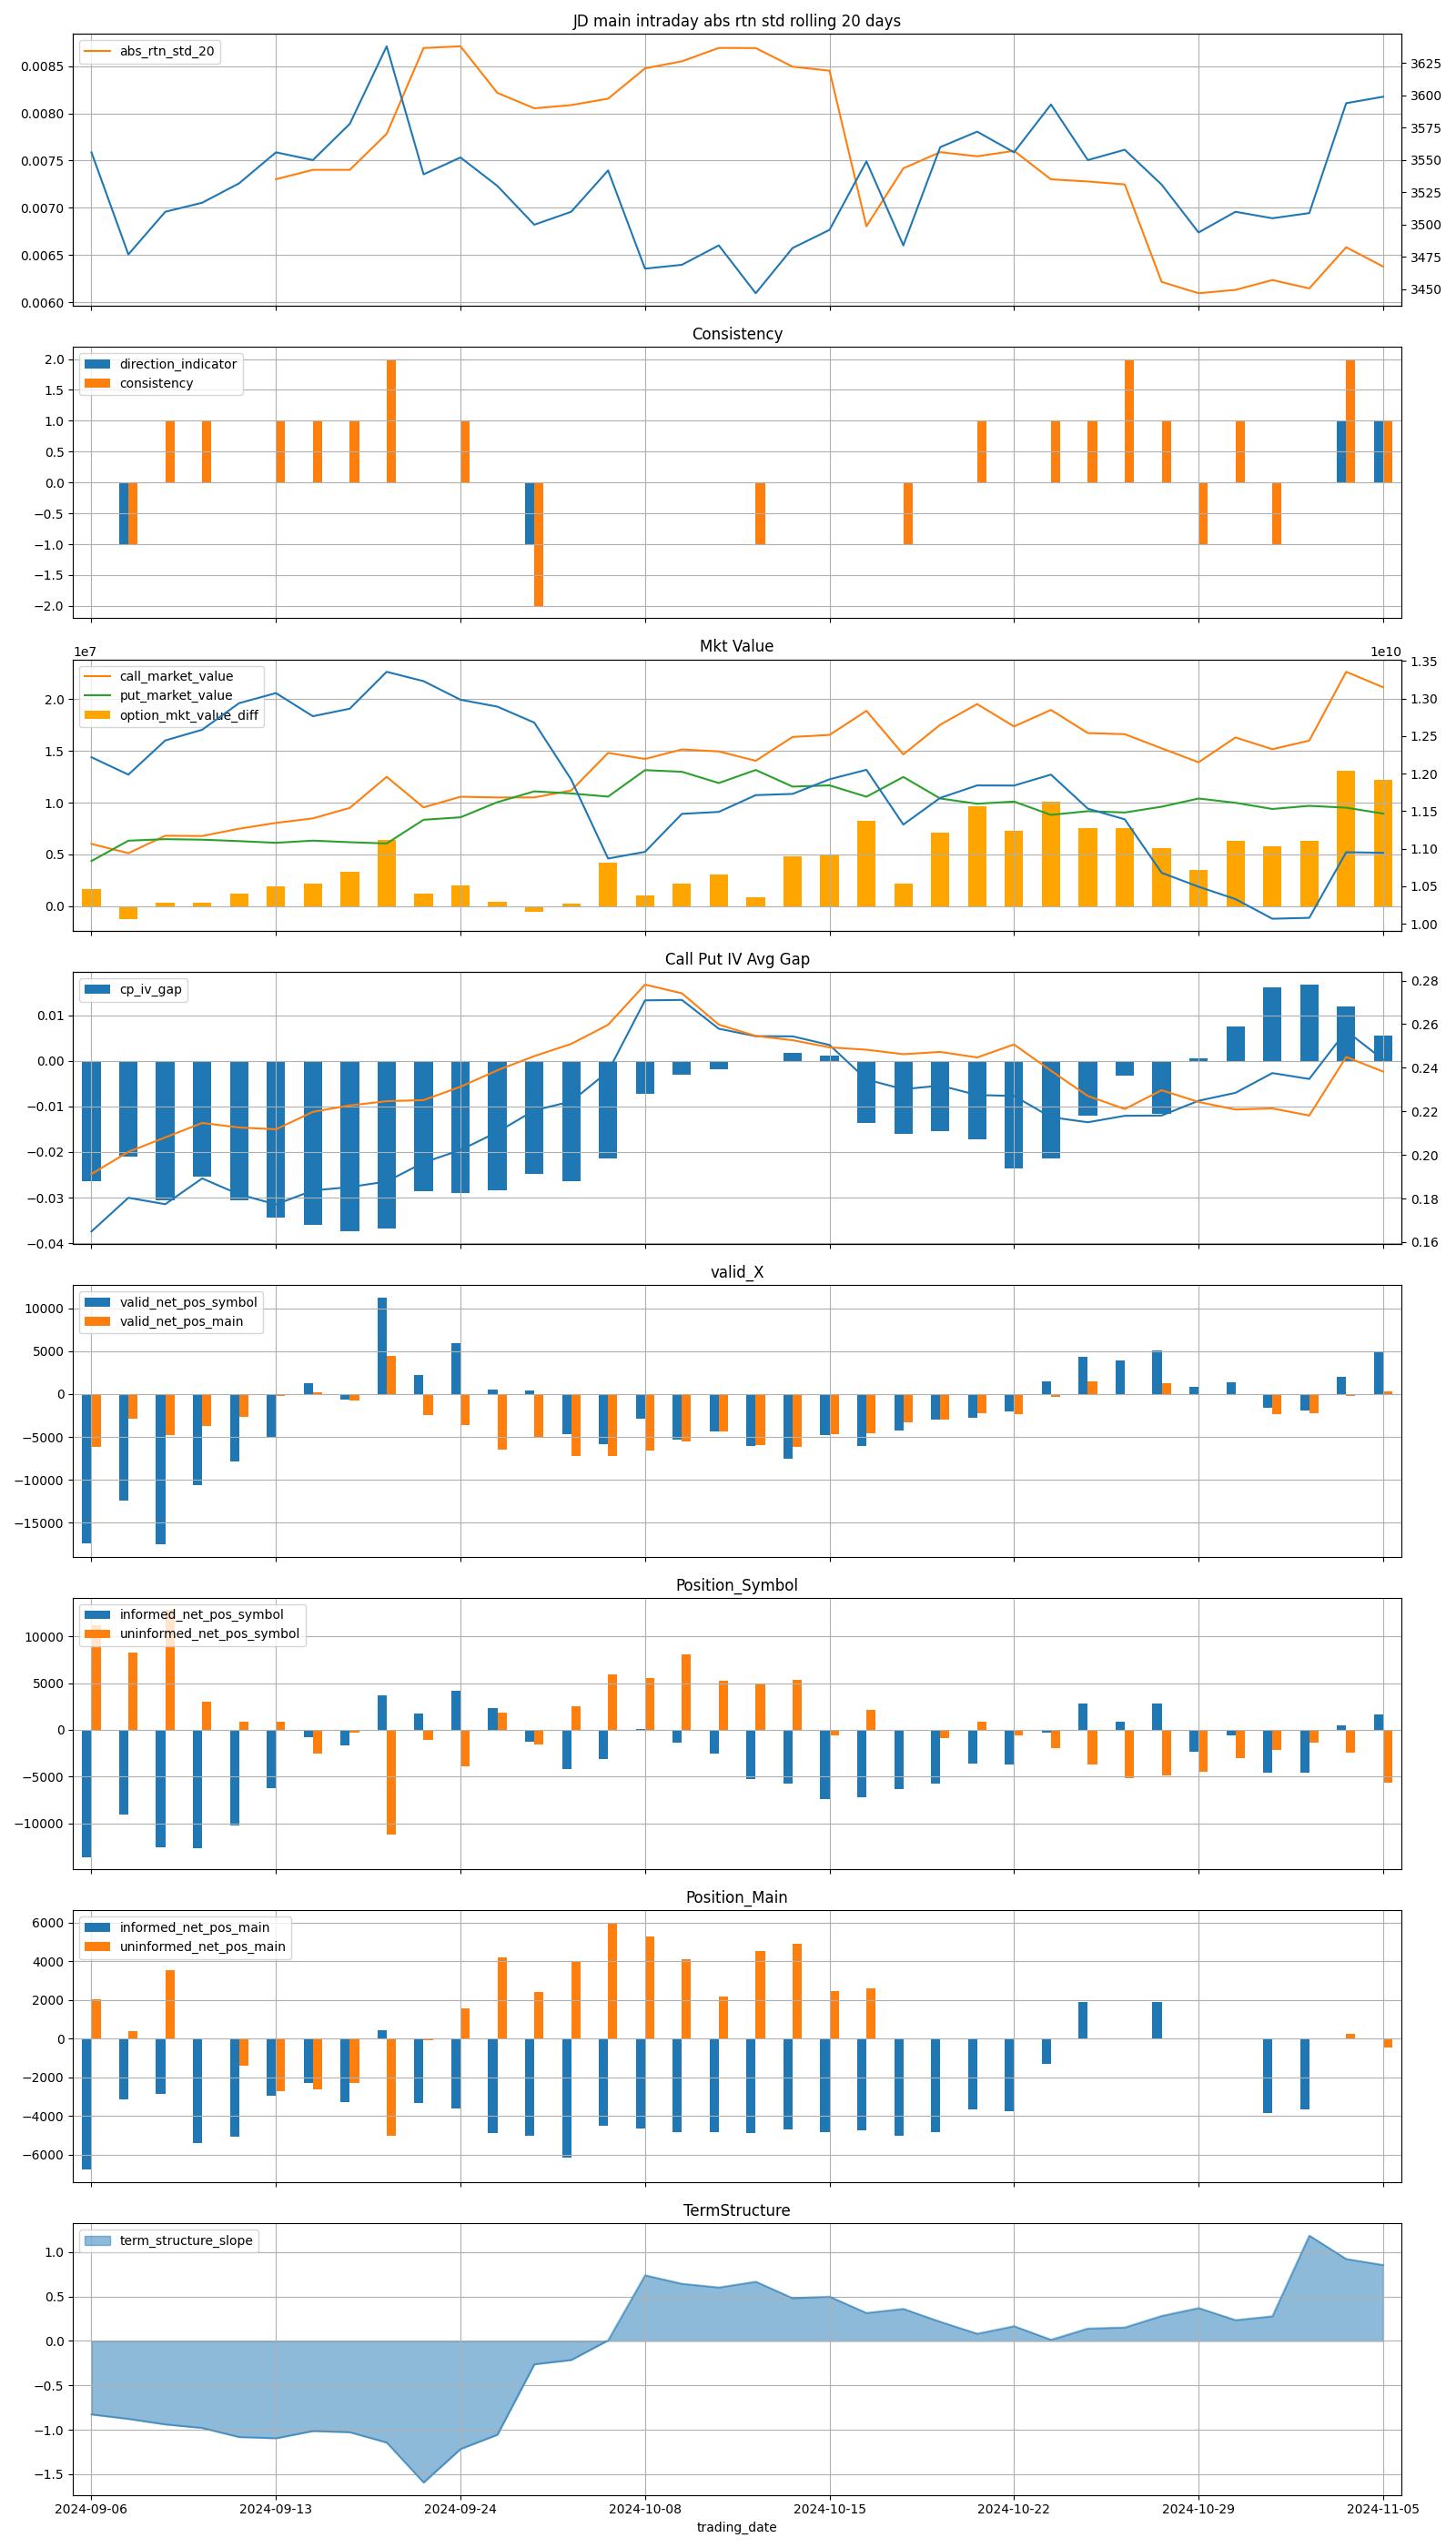 JD main intraday abs rtn std rolling 20 days
abs_rtn_std_20
0.0085
0.0080
0.0075
0.0070
0.0065
0.0060
3625
3600
3575
3550
3525
3500
3475
3450
Consistency
direction_indicator
consistency
2.0
1.5
1.0
0.5
0.0
−0.5
−1.0
−1.5
−2.0
Mkt Value
1e7
1e10
call_market_value
put_market_value
option_mkt_value_diff
2.0
1.5
1.0
0.5
0.0
1.35
1.30
1.25
1.20
1.15
1.10
1.05
1.00
Call Put IV Avg Gap
cp_iv_gap
0.01
0.00
−0.01
−0.02
−0.03
−0.04
0.28
0.26
0.24
0.22
0.20
0.18
0.16
valid_X
valid_net_pos_symbol
valid_net_pos_main
10000
5000
0
−5000
−10000
−15000
Position_Symbol
informed_net_pos_symbol
uninformed_net_pos_symbol
10000
5000
0
−5000
−10000
Position_Main
informed_net_pos_main
uninformed_net_pos_main
6000
4000
2000
0
−2000
−4000
−6000
TermStructure
term_structure_slope
1.0
0.5
0.0
−0.5
−1.0
−1.5
2024-09-06 2024-09-13 2024-09-24 2024-10-08 2024-10-15 2024-10-22 2024-10-29 2024-11-05
trading_date